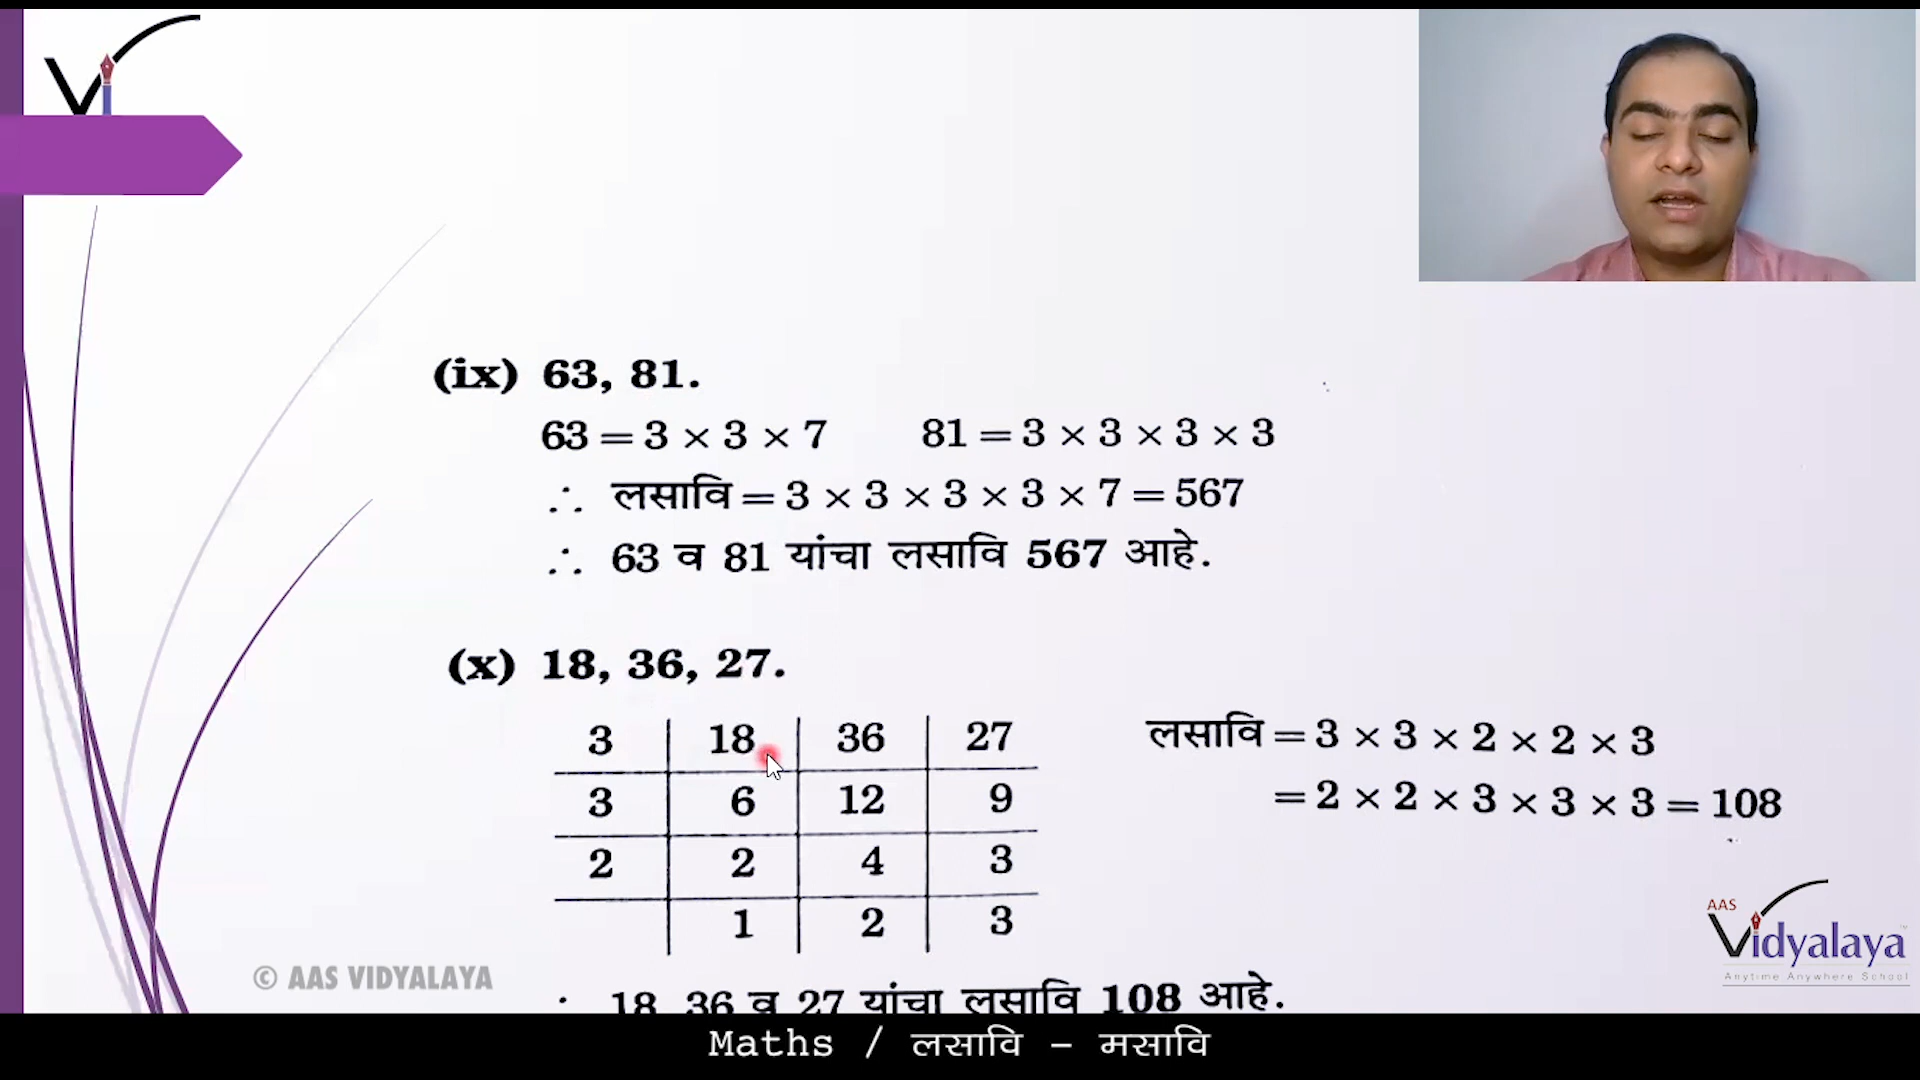 Vi
(ix) 63, 81.
63 = 3 × 3 × 7 81 = 3 × 3 × 3 × 3
∴ लसावि = 3 × 3 × 3 × 3 × 7 = 567
∴ 63 व 81 यांचा लसावि 567 आहे.
(x) 18, 36, 27.
3 18 36 27
3 6 12 9
2 2 4 3
1 2 3
लसावि = 3 × 3 × 2 × 2 × 3
= 2 × 2 × 3 × 3 × 3 = 108
∴ 18, 36 व 27 यांचा लसावि 108 आहे.
© AAS VIDYALAYA
AAS
Vidyalaya
Anytime Anywhere School
Maths / लसावि – मसावि